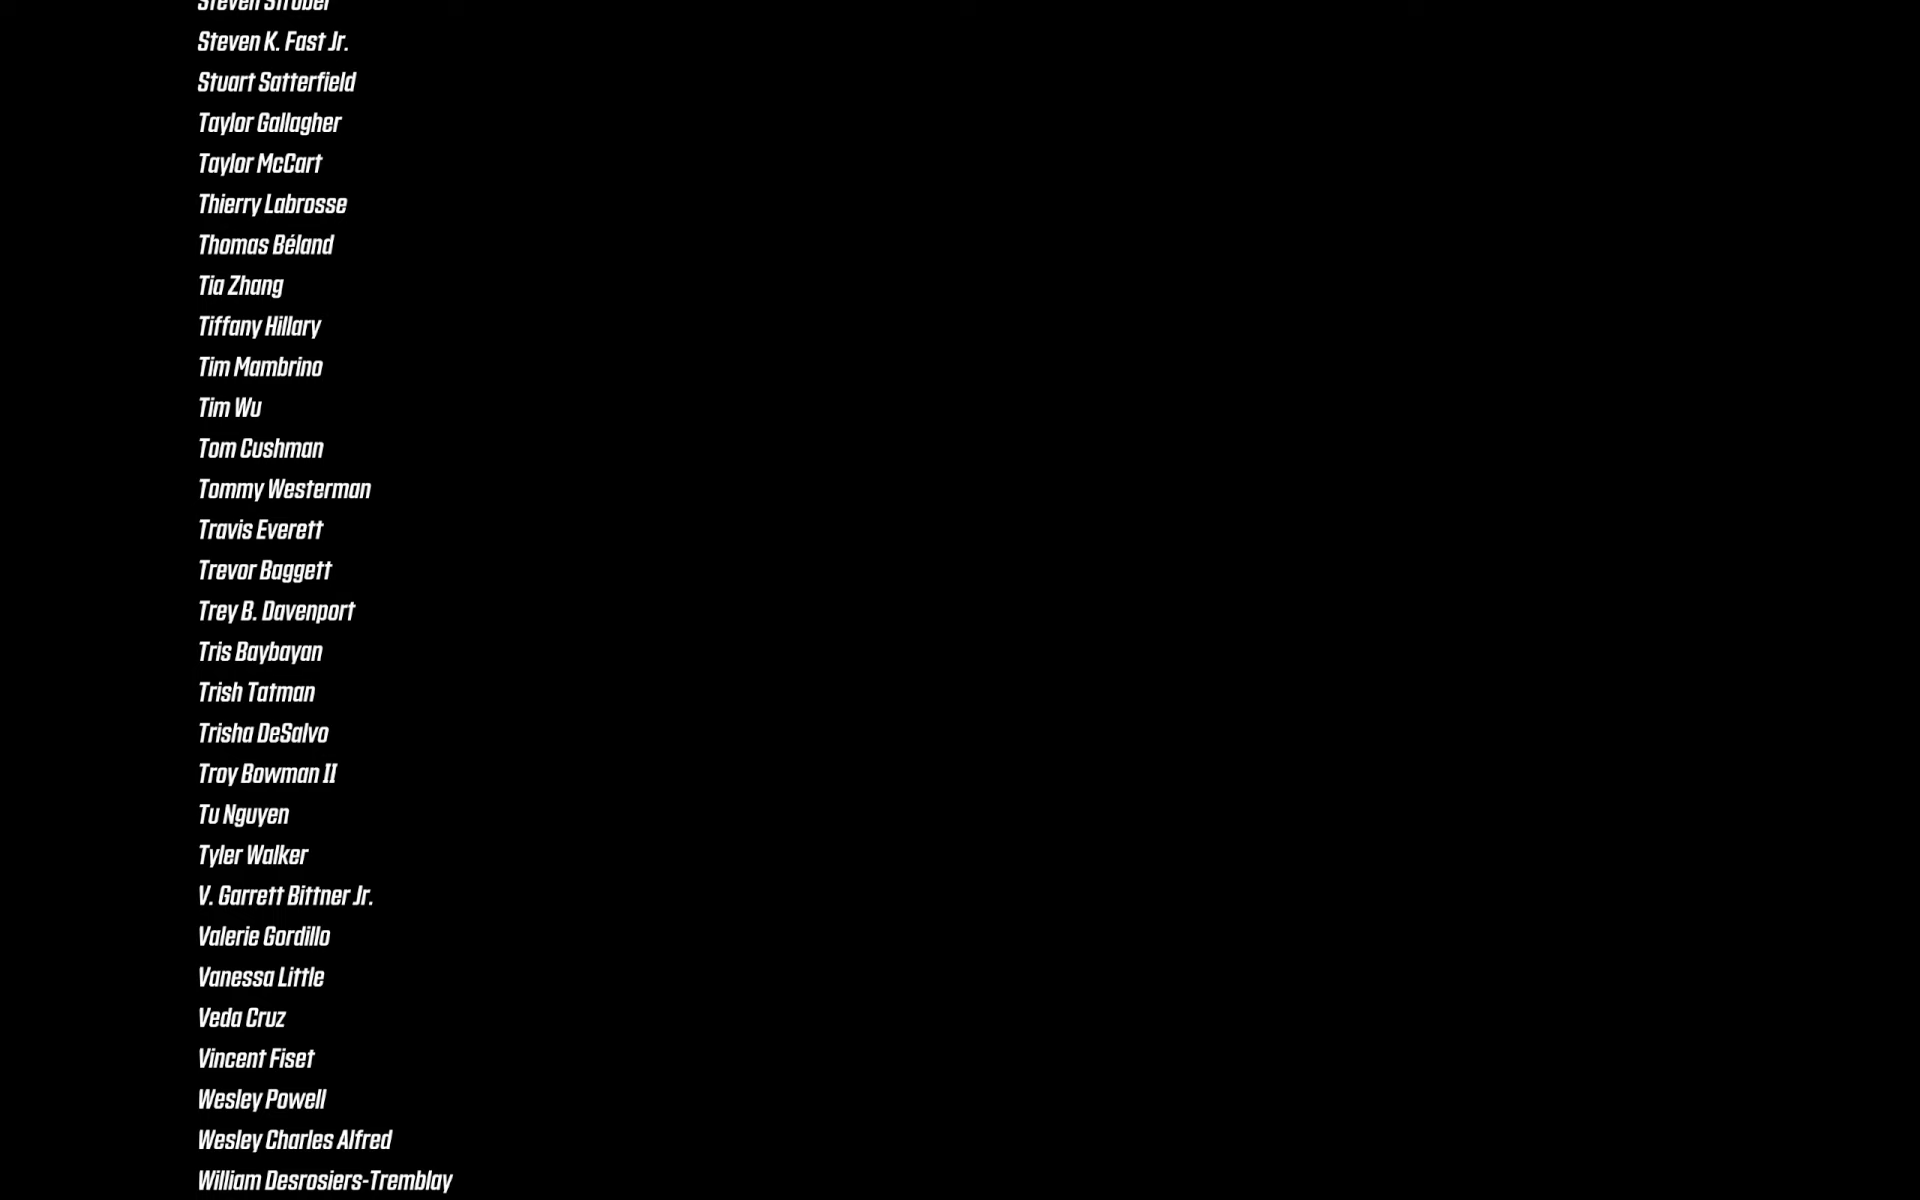 Steven Strobel
Steven K. Fast Jr.
Stuart Satterfield
Taylor Gallagher
Taylor McCart
Thierry Labrosse
Thomas Béland
Tia Zhang
Tiffany Hillary
Tim Mambrino
Tim Wu
Tom Cushman
Tommy Westerman
Travis Everett
Trevor Baggett
Trey B. Davenport
Tris Baybayan
Trish Tatman
Trisha DeSalvo
Troy Bowman II
Tu Nguyen
Tyler Walker
V. Garrett Bittner Jr.
Valerie Gordillo
Vanessa Little
Veda Cruz
Vincent Fiset
Wesley Powell
Wesley Charles Alfred
William Desrosiers-Tremblay